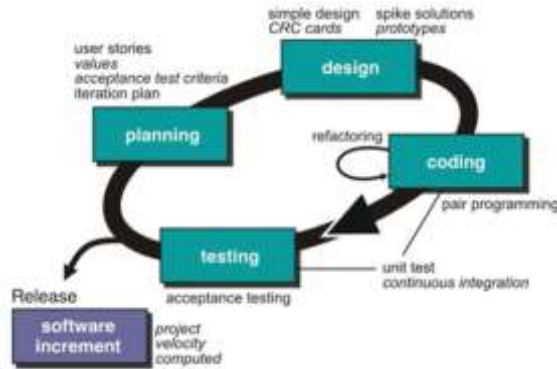 simple design
CRC cards
spike solutions
prototypes
user stories
values
acceptance test criteria
iteration plan
design
planning
refactoring
coding
pair programming
testing
unit test
continuous integration
acceptance testing
Release
software
increment
project
velocity
computed